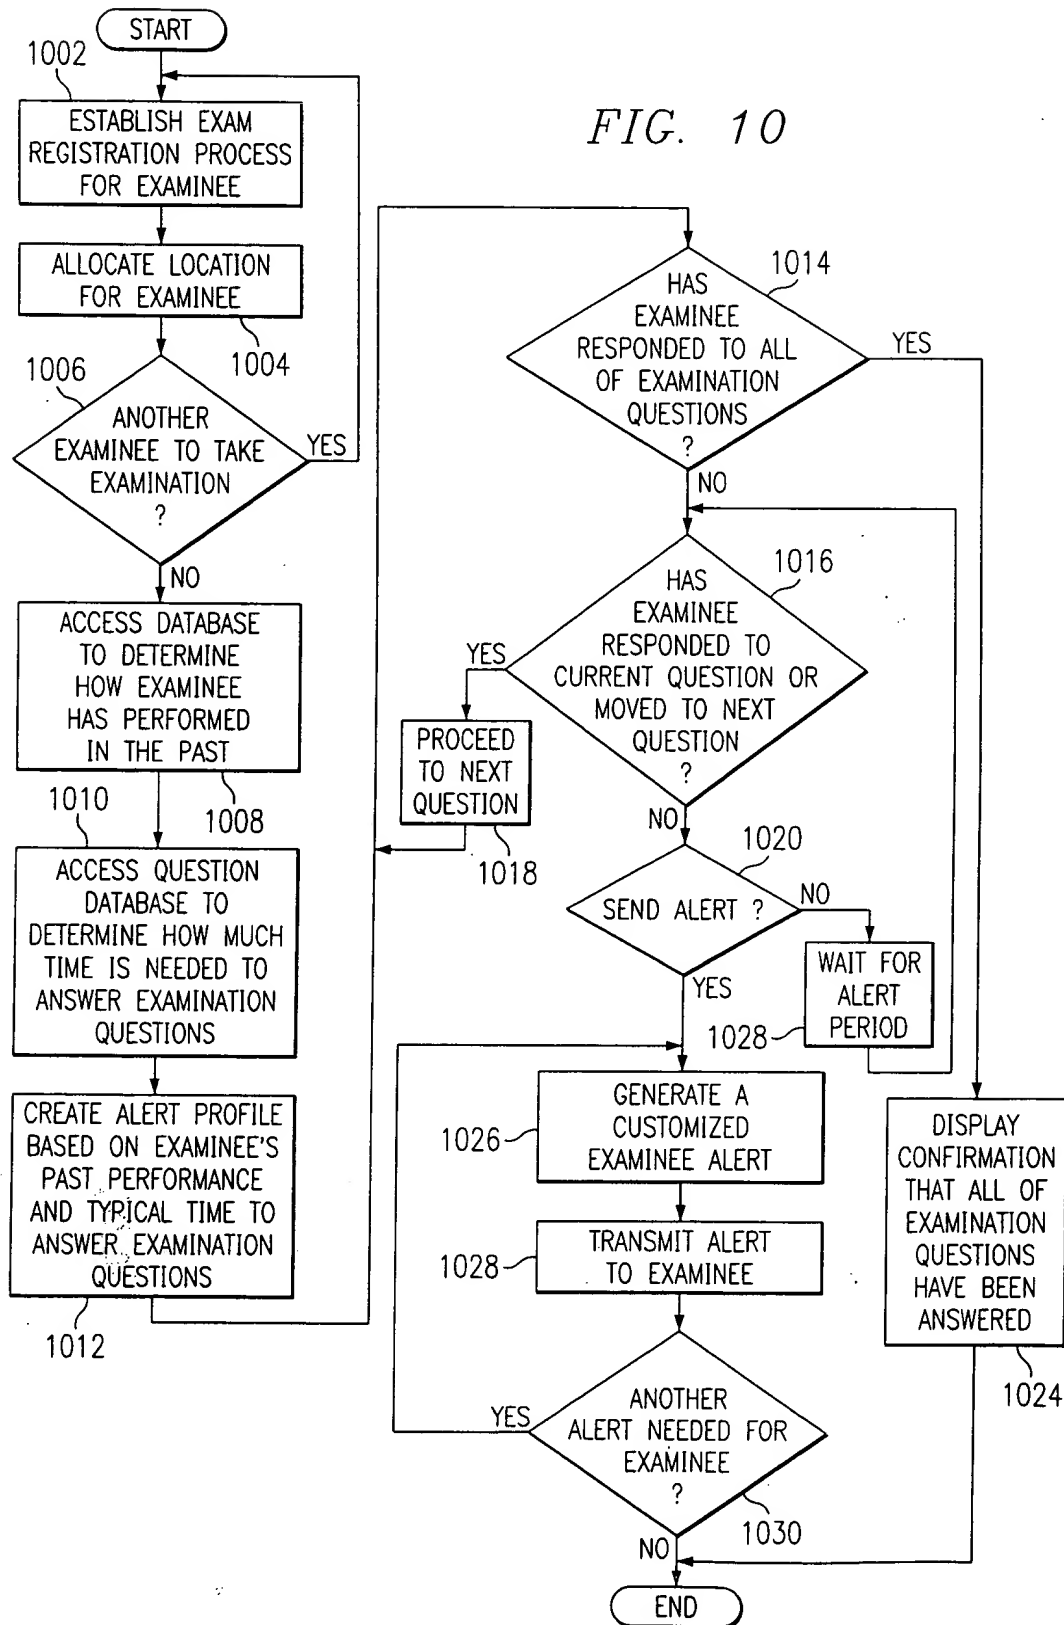 START
1002
ESTABLISH EXAM
REGISTRATION PROCESS
FOR EXAMINEE
ALLOCATE LOCATION
FOR EXAMINEE
1004
1006
ANOTHER
EXAMINEE TO TAKE
EXAMINATION
?
YES
NO
ACCESS DATABASE
TO DETERMINE
HOW EXAMINEE
HAS PERFORMED
IN THE PAST
1008
1010
ACCESS QUESTION
DATABASE TO
DETERMINE HOW MUCH
TIME IS NEEDED TO
ANSWER EXAMINATION
QUESTIONS
CREATE ALERT PROFILE
BASED ON EXAMINEE'S
PAST PERFORMANCE
AND TYPICAL TIME TO
ANSWER EXAMINATION
QUESTIONS
1012
FIG. 10
1014
HAS
EXAMINEE
RESPONDED TO ALL
OF EXAMINATION
QUESTIONS
?
YES
NO
1016
HAS
EXAMINEE
RESPONDED TO
CURRENT QUESTION OR
MOVED TO NEXT
QUESTION
?
YES
PROCEED
TO NEXT
QUESTION
1018
NO
1020
SEND ALERT ?
NO
WAIT FOR
ALERT
PERIOD
1028
YES
GENERATE A
CUSTOMIZED
EXAMINEE ALERT
1026
TRANSMIT ALERT
TO EXAMINEE
1028
ANOTHER
ALERT NEEDED FOR
EXAMINEE
?
YES
1030
NO
DISPLAY
CONFIRMATION
THAT ALL OF
EXAMINATION
QUESTIONS
HAVE BEEN
ANSWERED
1024
END